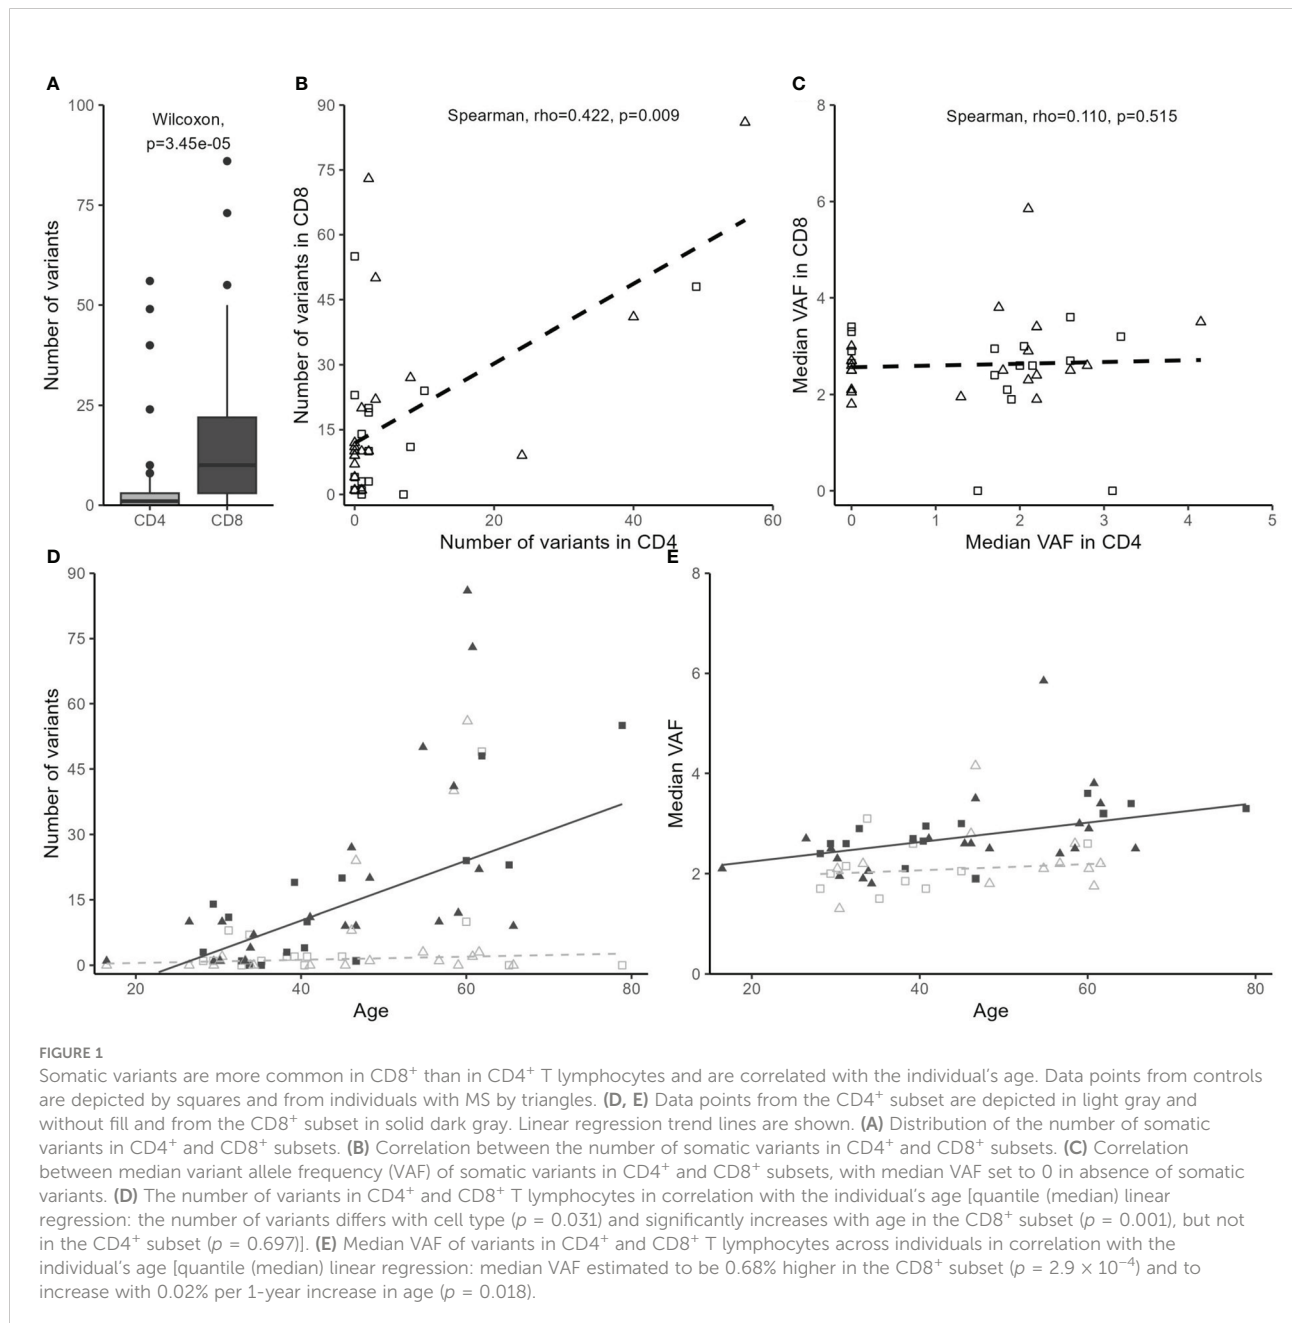 A
100
75
50
25
0
Number of variants
Wilcoxon,
p=3.45e-05
CD4
CD8
B
90
75
60
45
30
15
0
Number of variants in CD8
Spearman, rho=0.422, p=0.009
0
20
40
60
Number of variants in CD4
C
8
6
4
2
0
Median VAF in CD8
Spearman, rho=0.110, p=0.515
0
1
2
3
4
5
Median VAF in CD4
D
90
75
60
45
30
15
0
Number of variants
20
40
60
80
Age
E
8
6
4
2
0
Median VAF
20
40
60
80
Age
FIGURE 1
Somatic variants are more common in CD8⁺ than in CD4⁺ T lymphocytes and are correlated with the individual’s age. Data points from controls
are depicted by squares and from individuals with MS by triangles. (D, E) Data points from the CD4⁺ subset are depicted in light gray and
without fill and from the CD8⁺ subset in solid dark gray. Linear regression trend lines are shown. (A) Distribution of the number of somatic
variants in CD4⁺ and CD8⁺ subsets. (B) Correlation between the number of somatic variants in CD4⁺ and CD8⁺ subsets. (C) Correlation
between median variant allele frequency (VAF) of somatic variants in CD4⁺ and CD8⁺ subsets, with median VAF set to 0 in absence of somatic
variants. (D) The number of variants in CD4⁺ and CD8⁺ T lymphocytes in correlation with the individual’s age [quantile (median) linear
regression: the number of variants differs with cell type (p = 0.031) and significantly increases with age in the CD8⁺ subset (p = 0.001), but not
in the CD4⁺ subset (p = 0.697)]. (E) Median VAF of variants in CD4⁺ and CD8⁺ T lymphocytes across individuals in correlation with the
individual’s age [quantile (median) linear regression: median VAF estimated to be 0.68% higher in the CD8⁺ subset (p = 2.9 × 10⁻⁴) and to
increase with 0.02% per 1-year increase in age (p = 0.018).